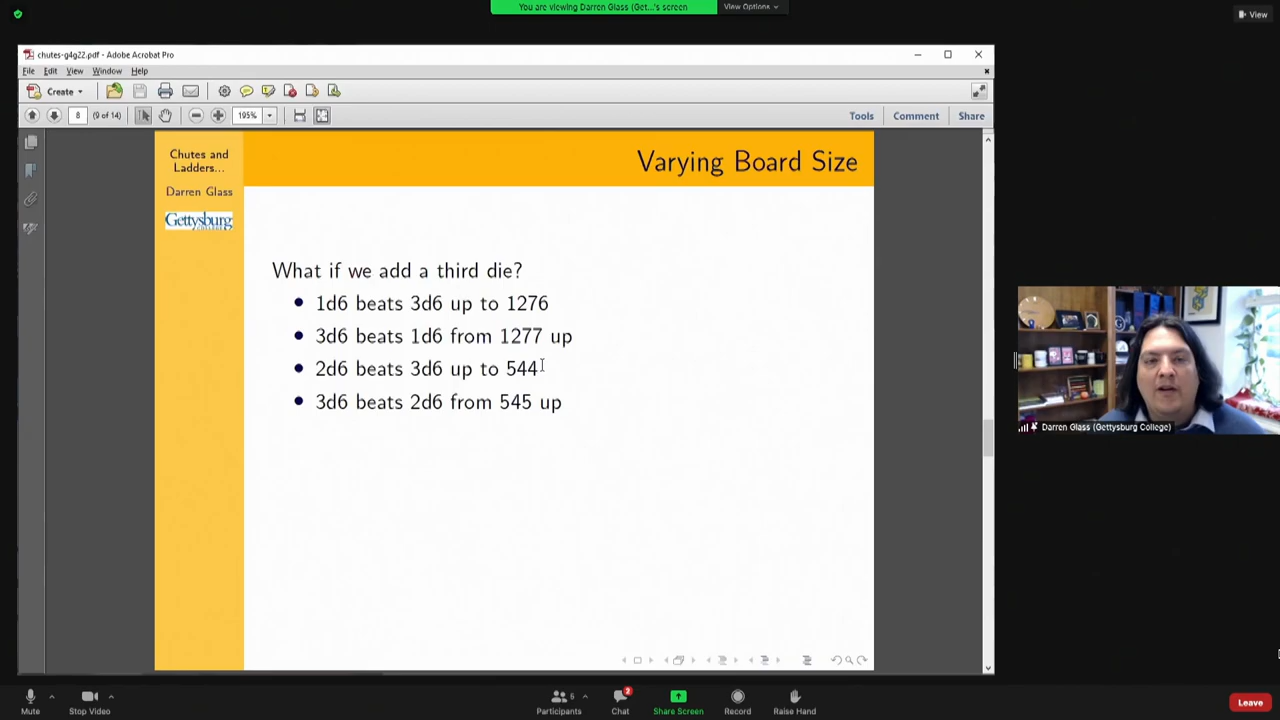 You are viewing Darren Glass (Get...'s screen
View Options
View
chutes-g4g22.pdf - Adobe Acrobat Pro
File Edit View Window Help
Create
8 (9 of 14) 195% Tools Comment Share
Chutes and
Ladders...
Darren Glass
Gettysburg
COLLEGE
Varying Board Size
What if we add a third die?
1d6 beats 3d6 up to 1276
3d6 beats 1d6 from 1277 up
2d6 beats 3d6 up to 544
3d6 beats 2d6 from 545 up
Darren Glass (Gettysburg College)
Mute
Stop Video
Participants 6
Chat 2
Share Screen
Record
Raise Hand
Leave